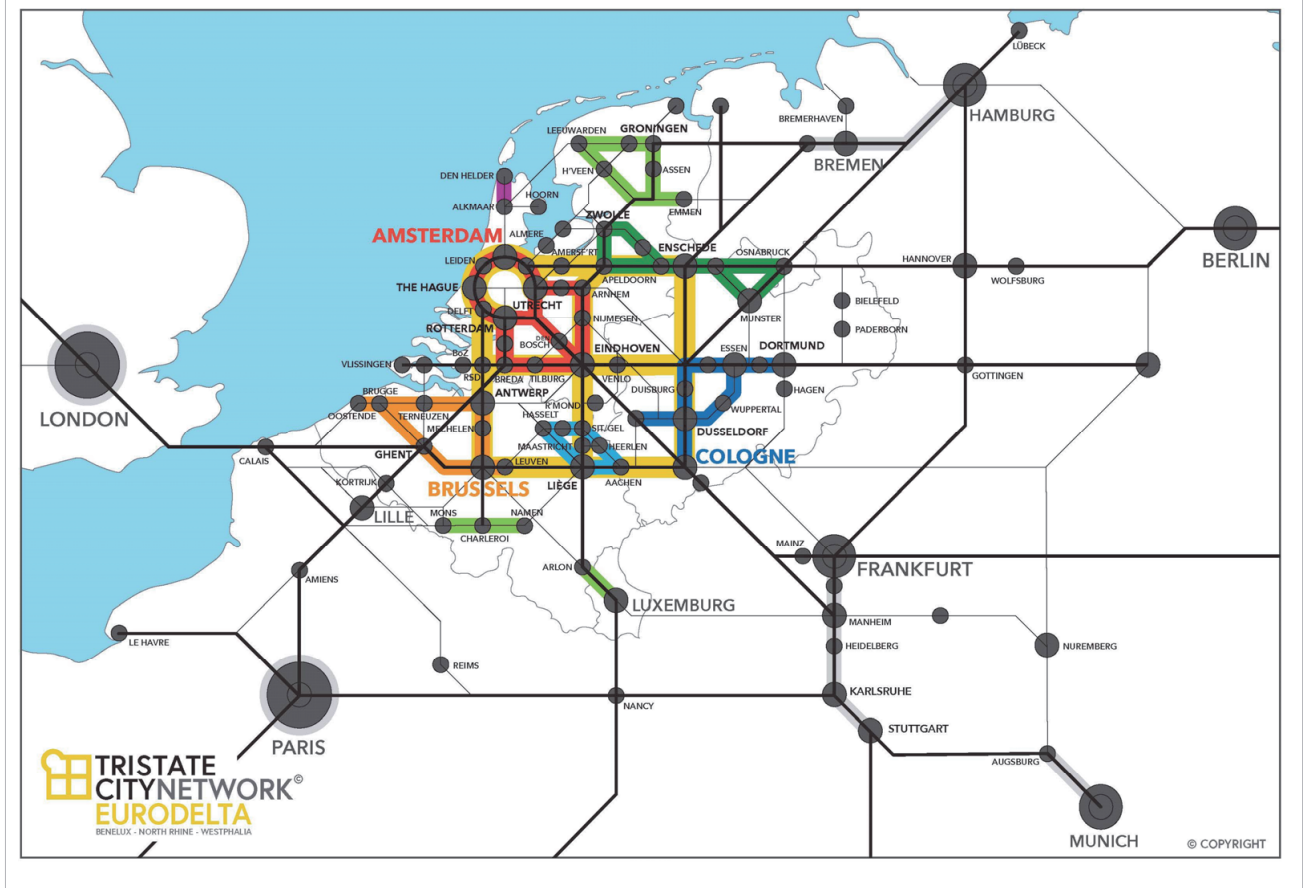 LÜBECK
HAMBURG
BREMERHAVEN
BREMEN
GRONINGEN
LEEUWARDEN
H'VEEN
ASSEN
EMMEN
DEN HELDER
HOORN
ALKMAAR
ZWOLLE
AMSTERDAM
ALMERE
ENSCHEDE
OSNABRUCK
HANNOVER
WOLFSBURG
BERLIN
LEIDEN
AMERSF'RT
APELDOORN
THE HAGUE
ARNHEM
MUNSTER
BIELEFELD
UTRECHT
DELFT
NIJMEGEN
ROTTERDAM
PADERBORN
DEN
BOSCH
EINDHOVEN
ESSEN
DORTMUND
VLISSINGEN
BoZ
RSD
BREDA
TILBURG
VENLO
DUISBURG
GOTTINGEN
HAGEN
BRUGGE
ANTWERP
R'MOND
WUPPERTAL
OOSTENDE
TERNEUZEN
HASSELT
LONDON
MECHELEN
SIT/GEL
DUSSELDORF
MAASTRICHT
HEERLEN
CALAIS
GHENT
LEUVEN
COLOGNE
BRUSSELS
LIÈGE
AACHEN
KORTRIJK
LILLE
MONS
NAMEN
CHARLEROI
MAINZ
FRANKFURT
ARLON
AMIENS
LUXEMBURG
MANHEIM
LE HAVRE
HEIDELBERG
NUREMBERG
REIMS
KARLSRUHE
NANCY
STUTTGART
PARIS
AUGSBURG
MUNICH
TRISTATE
CITYNETWORK©
EURODELTA
BENELUX - NORTH RHINE - WESTPHALIA
© COPYRIGHT